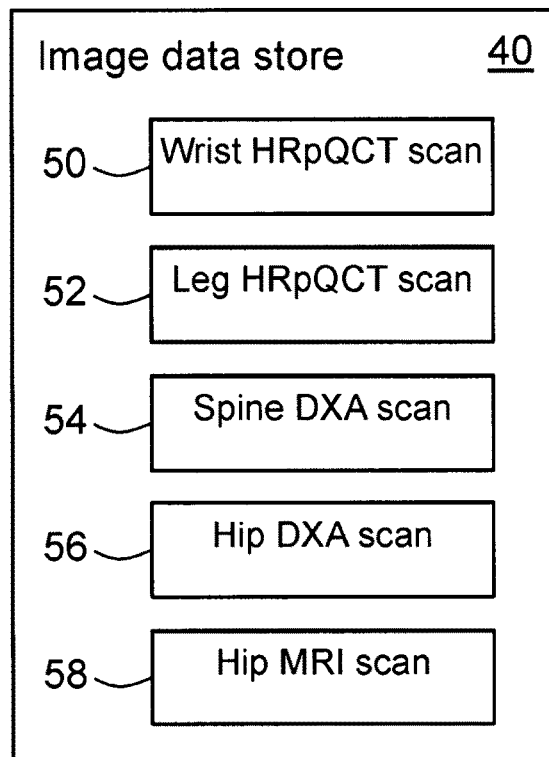 Image data store 40
50 Wrist HRpQCT scan
52 Leg HRpQCT scan
54 Spine DXA scan
56 Hip DXA scan
58 Hip MRI scan